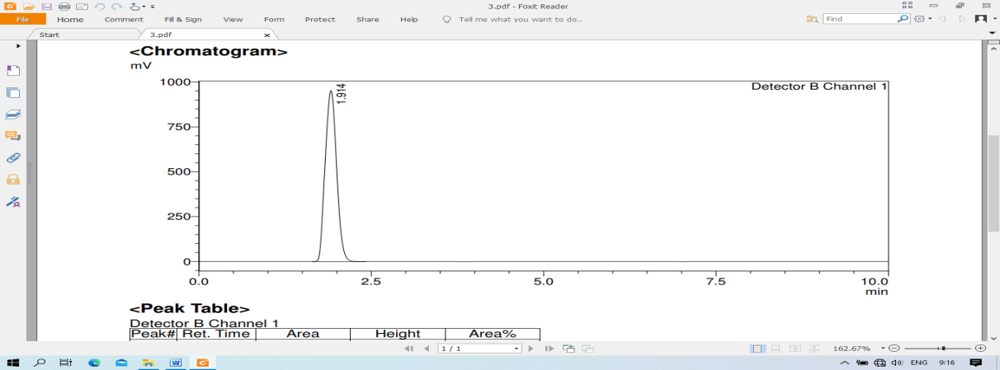 3.pdf - Foxit Reader
File Home Comment Fill & Sign View Form Protect Share Help Tell me what you want to do.. Find
Start 3.pdf ×
<Chromatogram>
mV
Detector B Channel 1
1000
1.914
750
500
250
0
0.0 2.5 5.0 7.5 10.0
min
<Peak Table>
Detector B Channel 1
Peak# Ret. Time Area Height Area%
1 / 1 162.67%
ENG 9:16